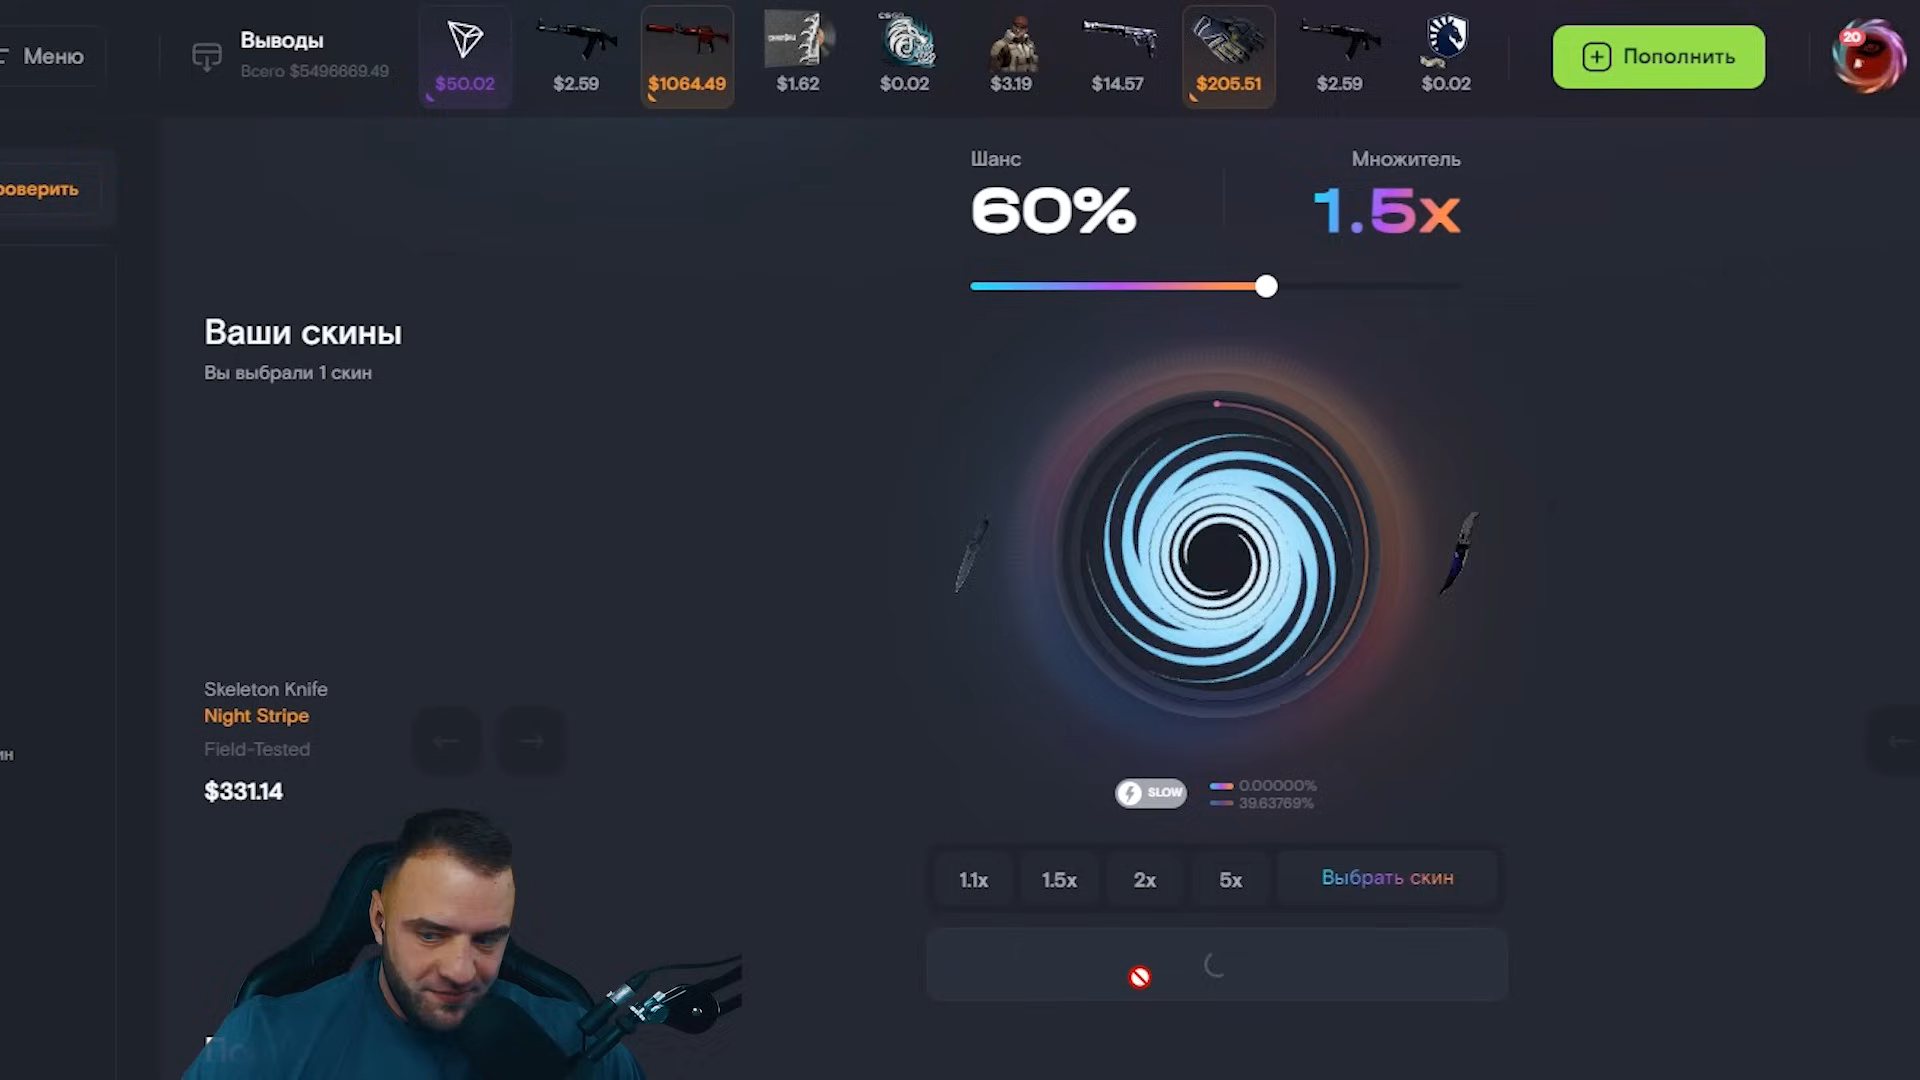 Меню
Выводы
Всего $5496669.49
$50.02
$2.59
$1064.49
$1.62
$0.02
$3.19
$14.57
$205.51
$2.59
$0.02
Пополнить
20
роверить
Шанс
Множитель
60%
1.5x
Ваши скины
Вы выбрали 1 скин
Skeleton Knife
Night Stripe
Field-Tested
$331.14
ин
SLOW
0.00000%
39.63769%
1.1x
1.5x
2x
5x
Выбрать скин